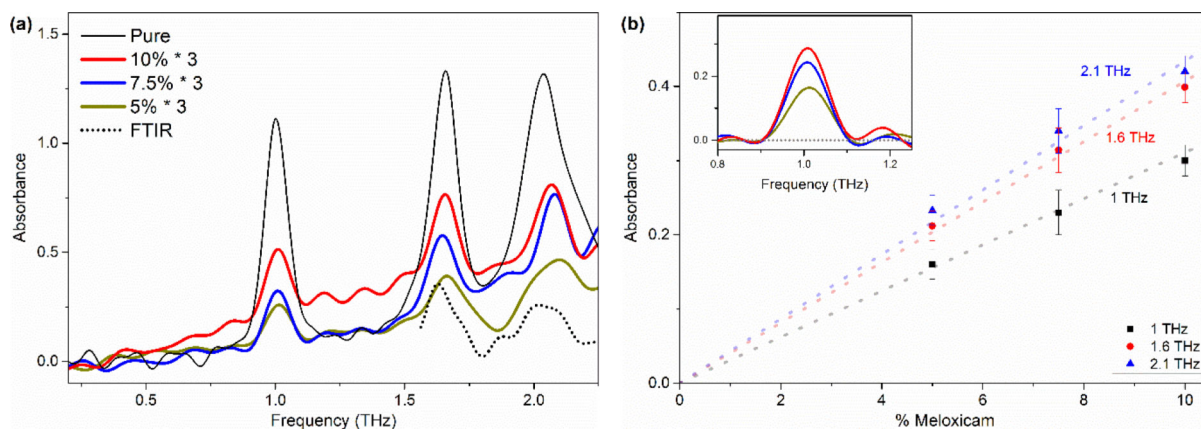 (a)
Pure
10% * 3
7.5% * 3
5% * 3
FTIR
Absorbance
1.5
1.0
0.5
0.0
0.5
1.0
1.5
2.0
Frequency (THz)
(b)
Absorbance
0.4
0.2
0.0
0
2
4
6
8
10
% Meloxicam
0.2
0.1
0.0
0.8
1.0
1.2
Frequency (THz)
2.1 THz
1.6 THz
1 THz
1 THz
1.6 THz
2.1 THz